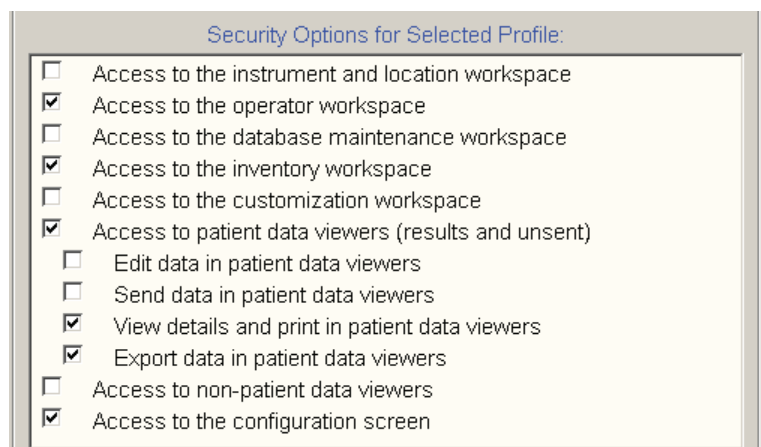 Security Options for Selected Profile:
Access to the instrument and location workspace
Access to the operator workspace
Access to the database maintenance workspace
Access to the inventory workspace
Access to the customization workspace
Access to patient data viewers (results and unsent)
Edit data in patient data viewers
Send data in patient data viewers
View details and print in patient data viewers
Export data in patient data viewers
Access to non-patient data viewers
Access to the configuration screen